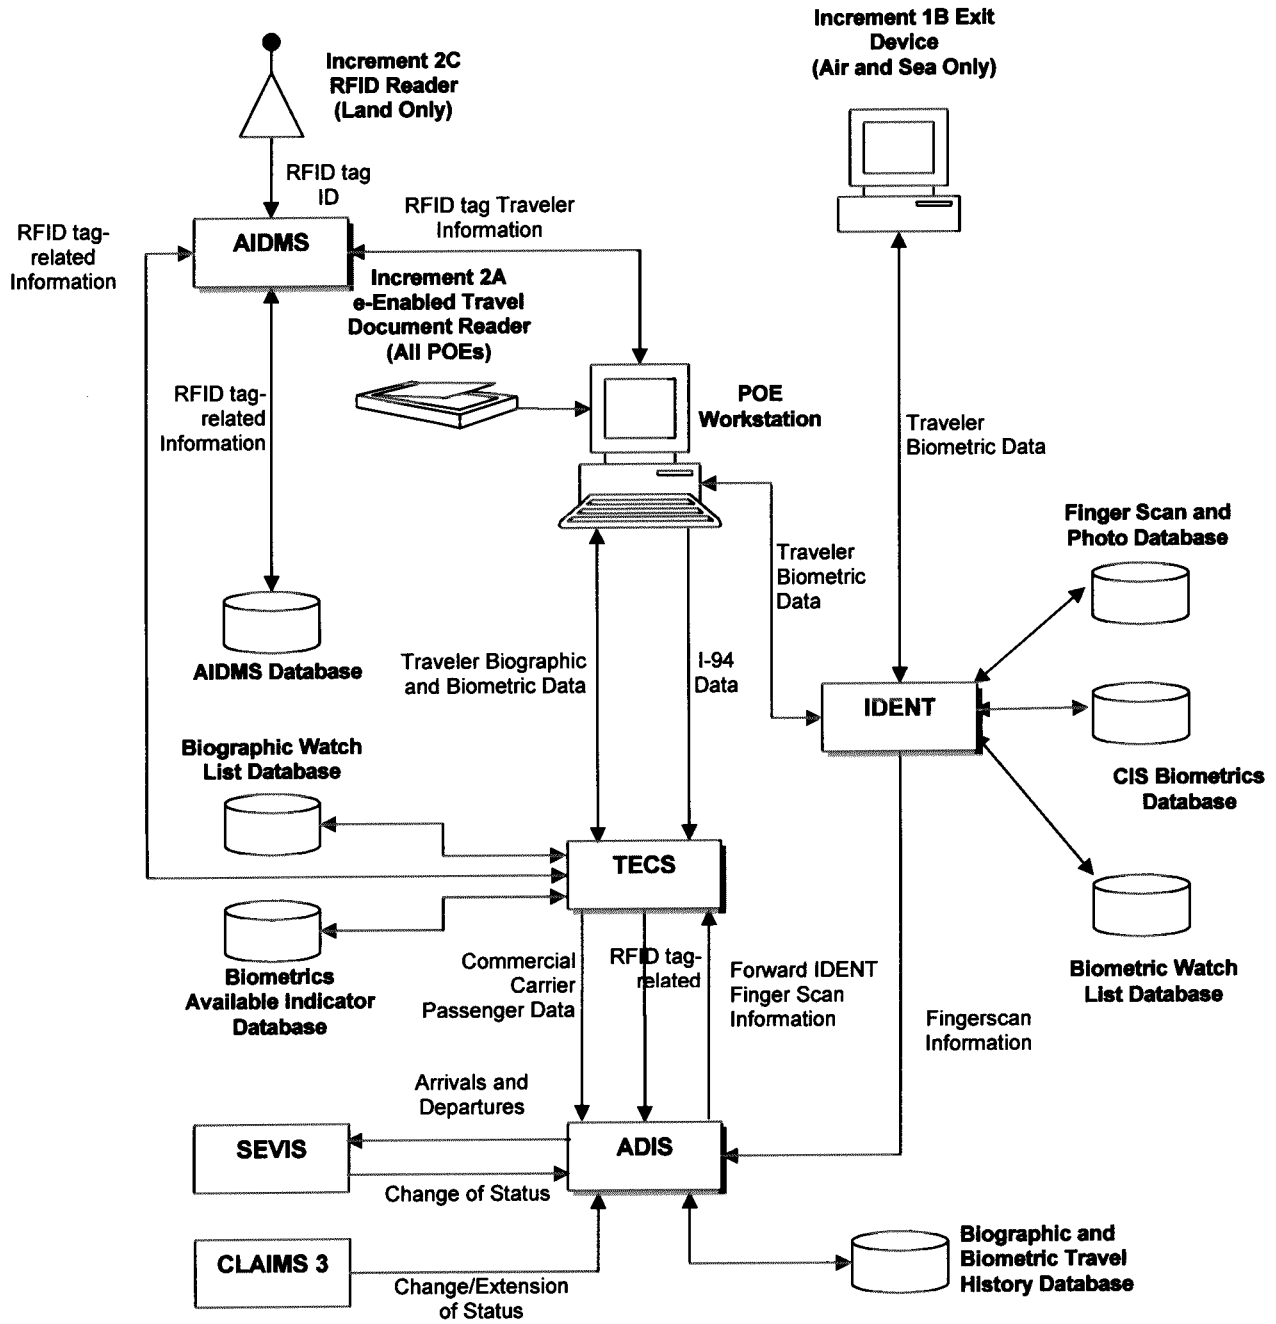 Increment 1B Exit
Device
(Air and Sea Only)
Increment 2C
RFID Reader
(Land Only)
RFID tag
ID
RFID tag Traveler
Information
RFID tag-
related
Information
AIDMS
Increment 2A
e-Enabled Travel
Document Reader
(All POEs)
RFID tag-
related
Information
POE
Workstation
Traveler
Biometric Data
Finger Scan and
Photo Database
Traveler
Biometric
Data
AIDMS Database
Traveler Biographic
and Biometric Data
I-94
Data
IDENT
CIS Biometrics
Database
Biographic Watch
List Database
TECS
Biometrics
Available Indicator
Database
Commercial
Carrier
Passenger Data
RFID tag-
related
Forward IDENT
Finger Scan
Information
Biometric Watch
List Database
Fingerscan
Information
Arrivals and
Departures
SEVIS
ADIS
Change of Status
CLAIMS 3
Change/Extension
of Status
Biographic and
Biometric Travel
History Database